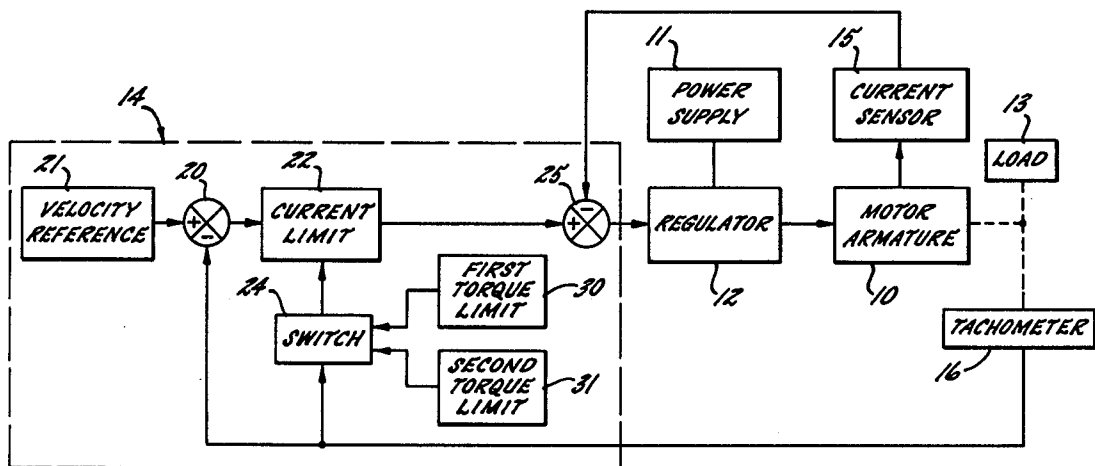 11
POWER
SUPPLY
15
CURRENT
SENSOR
13
LOAD
14
21
VELOCITY
REFERENCE
20
+
-
22
CURRENT
LIMIT
25
+
-
REGULATOR
12
MOTOR
ARMATURE
10
24
SWITCH
FIRST
TORQUE
LIMIT
30
SECOND
TORQUE
LIMIT
31
TACHOMETER
16